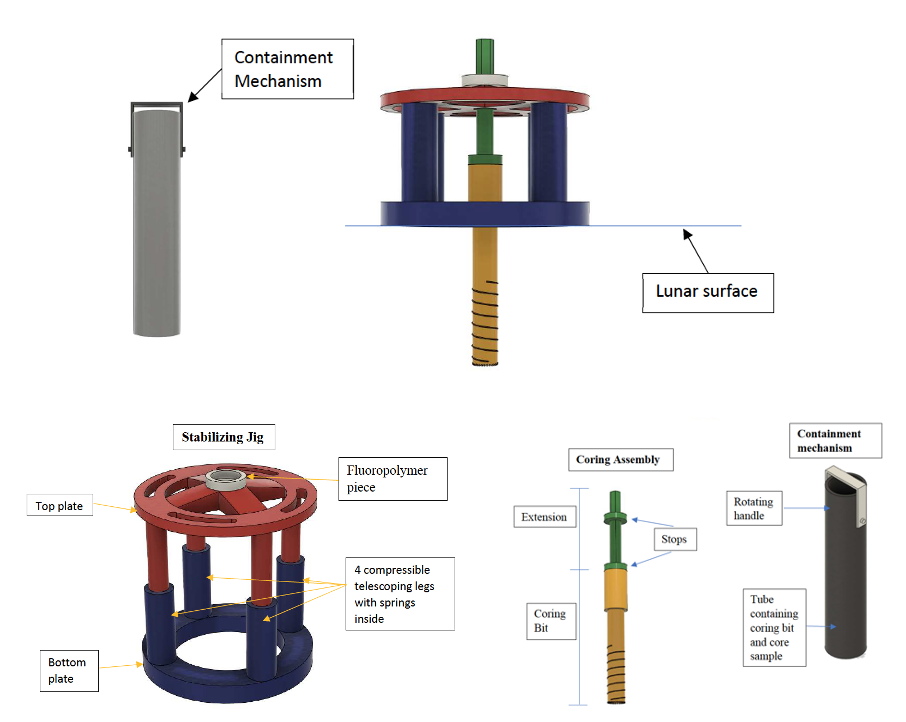 Containment
Mechanism
Lunar surface
Stabilizing Jig
Fluoropolymer
piece
Top plate
4 compressible
telescoping legs
with springs
inside
Bottom
plate
Coring Assembly
Extension
Stops
Coring
Bit
Containment
mechanism
Rotating
handle
Tube
containing
coring bit
and core
sample